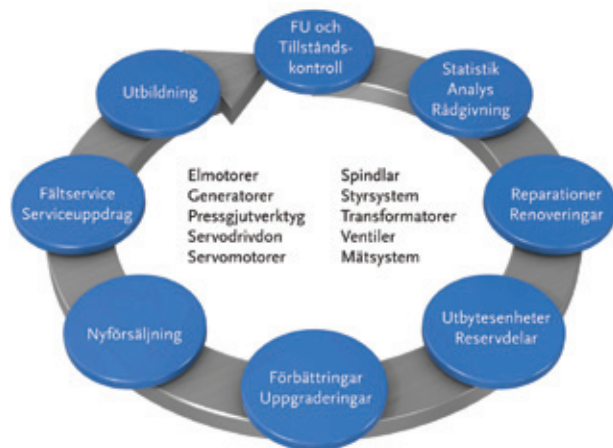 FU och
Tillstånds-
kontroll
Statistik
Analys
Rådgivning
Reparationer
Renoveringar
Utbytesenheter
Reservdelar
Förbättringar
Uppgraderingar
Nyförsäljning
Fältservice
Serviceuppdrag
Utbildning
Elmotorer
Generatorer
Pressgjutverktyg
Servodrivdon
Servomotorer
Spindlar
Styrsystem
Transformatorer
Ventiler
Mätsystem